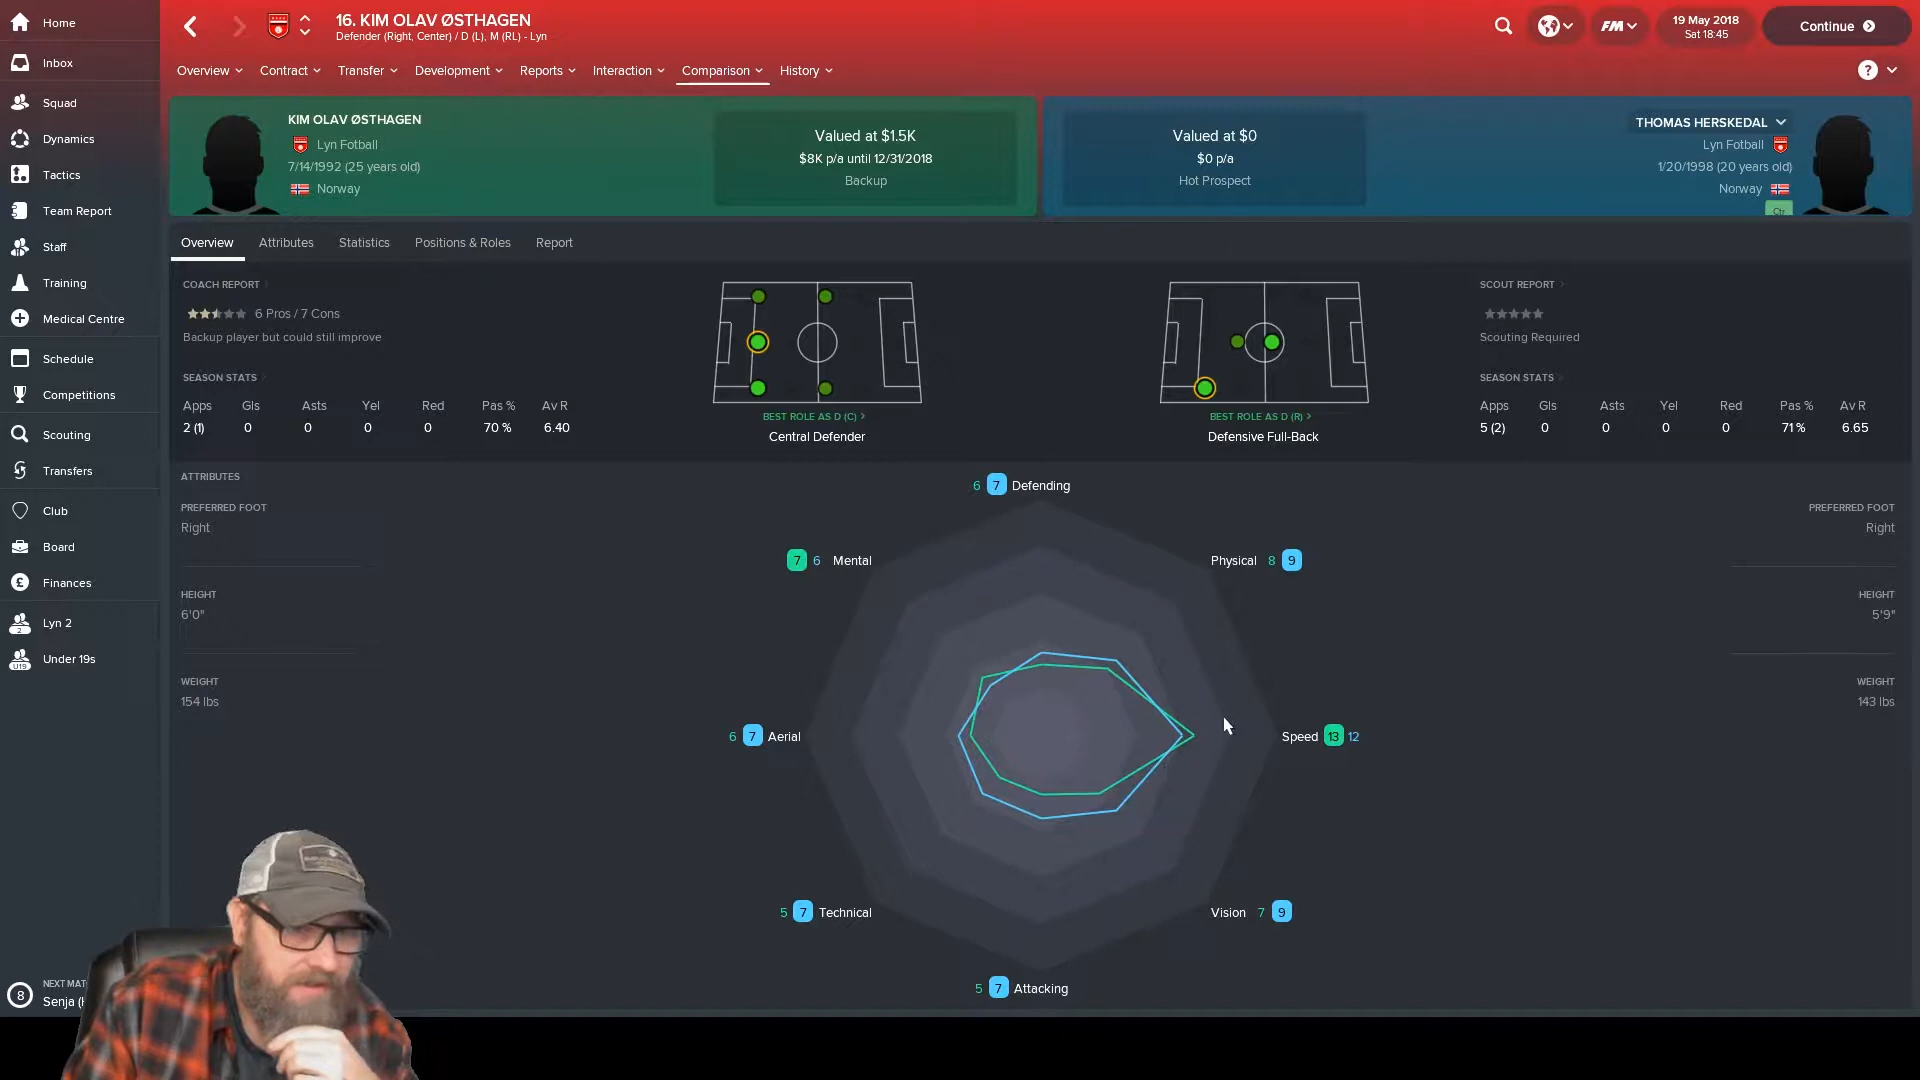 Home
Inbox
Squad
Dynamics
Tactics
Team Report
Staff
Training
Medical Centre
Schedule
Competitions
Scouting
Transfers
Club
Board
Finances
2
Lyn 2
U19
Under 19s
8
NEXT MAT
Senja (
16. KIM OLAV ØSTHAGEN
Defender (Right, Center) / D (L), M (RL) - Lyn
FM
19 May 2018
Sat 18:45
Continue
Overview
Contract
Transfer
Development
Reports
Interaction
Comparison
History
?
KIM OLAV ØSTHAGEN
Lyn Fotball
7/14/1992 (25 years old)
Norway
Valued at $1.5K
$8K p/a until 12/31/2018
Backup
Valued at $0
$0 p/a
Hot Prospect
THOMAS HERSKEDAL
Lyn Fotball
1/20/1998 (20 years old)
Norway
Ctr
Overview Attributes Statistics Positions & Roles Report
COACH REPORT
6 Pros / 7 Cons
Backup player but could still improve
SEASON STATS
Apps Gls Asts Yel Red Pas % Av R
2 (1) 0 0 0 0 70 % 6.40
BEST ROLE AS D (C)
Central Defender
BEST ROLE AS D (R)
Defensive Full-Back
SCOUT REPORT
Scouting Required
SEASON STATS
Apps Gls Asts Yel Red Pas % Av R
5 (2) 0 0 0 0 71 % 6.65
ATTRIBUTES
PREFERRED FOOT
Right
HEIGHT
6'0"
WEIGHT
154 lbs
6 7 Defending
7 6 Mental
Physical 8 9
6 7 Aerial
Speed 13 12
5 7 Technical
Vision 7 9
5 7 Attacking
PREFERRED FOOT
Right
HEIGHT
5'9"
WEIGHT
143 lbs